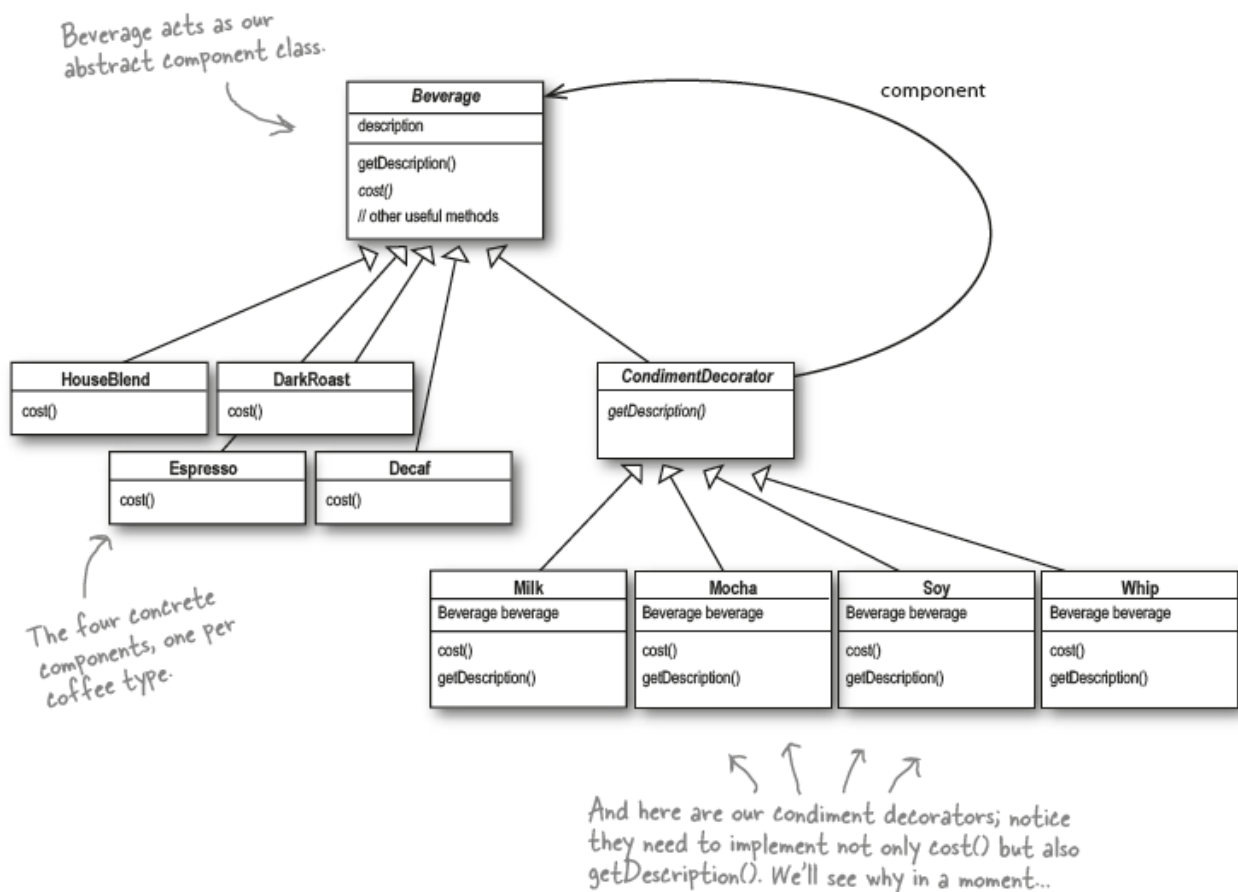 Beverage acts as our
abstract component class.
Beverage
description
getDescription()
cost()
// other useful methods
component
HouseBlend
cost()
DarkRoast
cost()
Espresso
cost()
Decaf
cost()
CondimentDecorator
getDescription()
The four concrete
components, one per
coffee type.
Milk
Beverage beverage
cost()
getDescription()
Mocha
Beverage beverage
cost()
getDescription()
Soy
Beverage beverage
cost()
getDescription()
Whip
Beverage beverage
cost()
getDescription()
And here are our condiment decorators; notice
they need to implement not only cost() but also
getDescription(). We'll see why in a moment...